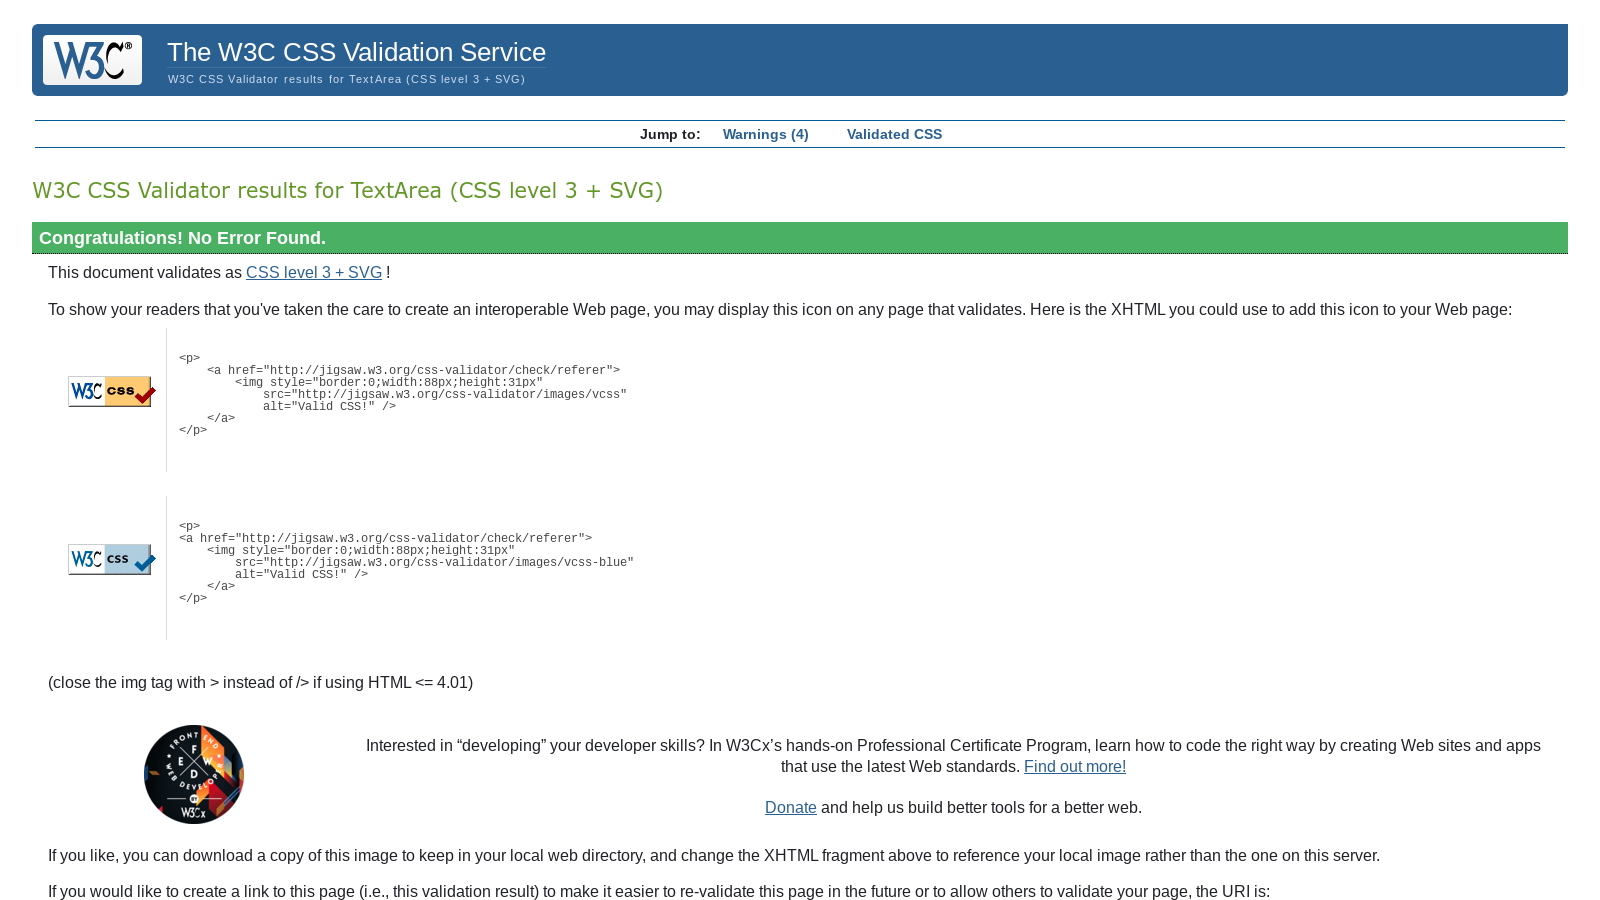 W3C®
The W3C CSS Validation Service
W3C CSS Validator results for TextArea (CSS level 3 + SVG)
Jump to: Warnings (4) Validated CSS
W3C CSS Validator results for TextArea (CSS level 3 + SVG)
Congratulations! No Error Found.
This document validates as CSS level 3 + SVG !
To show your readers that you've taken the care to create an interoperable Web page, you may display this icon on any page that validates. Here is the XHTML you could use to add this icon to your Web page:
W3C css
<p>
    <a href="http://jigsaw.w3.org/css-validator/check/referer">
        <img style="border:0;width:88px;height:31px"
            src="http://jigsaw.w3.org/css-validator/images/vcss"
            alt="Valid CSS!" />
    </a>
</p>
W3C css
<p>
<a href="http://jigsaw.w3.org/css-validator/check/referer">
    <img style="border:0;width:88px;height:31px"
        src="http://jigsaw.w3.org/css-validator/images/vcss-blue"
        alt="Valid CSS!" />
    </a>
</p>
(close the img tag with > instead of /> if using HTML <= 4.01)
FRONT END
F E W D
WEB DEVELOPER
BY
W3Cx
Interested in “developing” your developer skills? In W3Cx’s hands-on Professional Certificate Program, learn how to code the right way by creating Web sites and apps
that use the latest Web standards. Find out more!
Donate and help us build better tools for a better web.
If you like, you can download a copy of this image to keep in your local web directory, and change the XHTML fragment above to reference your local image rather than the one on this server.
If you would like to create a link to this page (i.e., this validation result) to make it easier to re-validate this page in the future or to allow others to validate your page, the URI is: